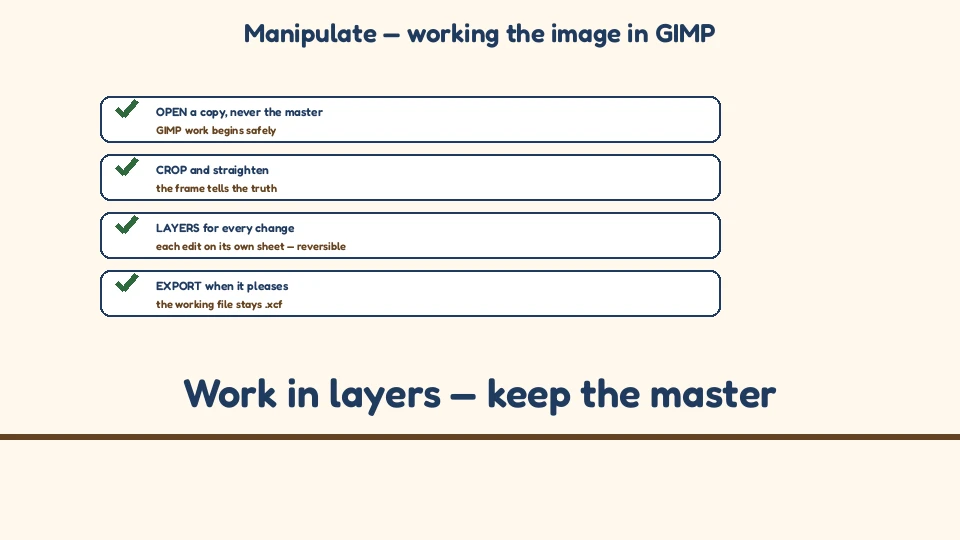 Manipulate — working the image in GIMP
OPEN a copy, never the master
GIMP work begins safely
CROP and straighten
the frame tells the truth
LAYERS for every change
each edit on its own sheet — reversible
EXPORT when it pleases
the working file stays .xcf
Work in layers — keep the master